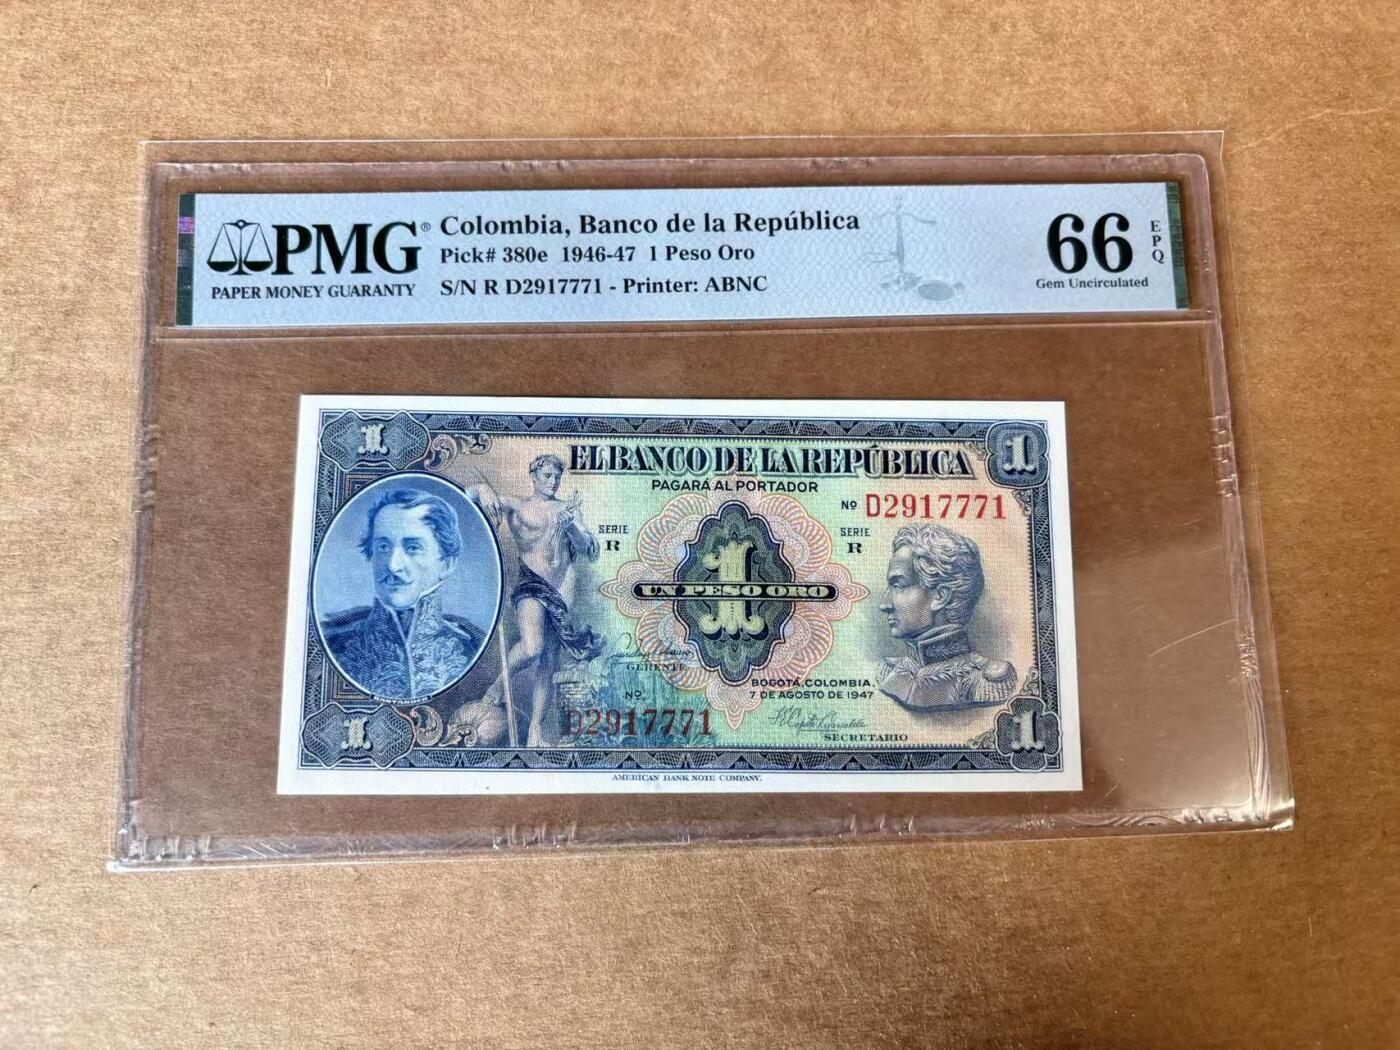 PMG®
PAPER MONEY GUARANTY
Colombia, Banco de la República
Pick# 380e 1946-47 1 Peso Oro
S/N R D2917771 - Printer: ABNC
66
EPQ
Gem Uncirculated
1
1
EL BANCO DE LA REPÚBLICA
PAGARÁ AL PORTADOR
Nº D2917771
SERIE
R
SERIE
R
1
UN PESO ORO
GERENTE
BOGOTÁ, COLOMBIA,
7 DE AGOSTO DE 1947
SANTANDER
Nº
D2917771
SECRETARIO
1
1
AMERICAN BANK NOTE COMPANY.